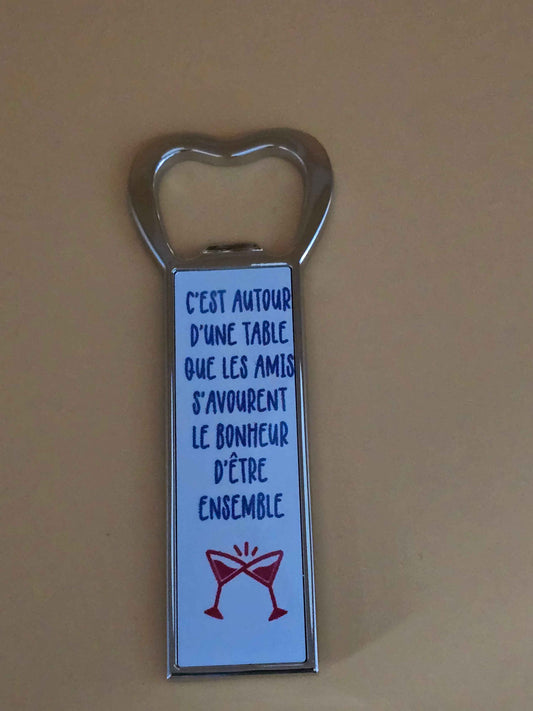 C'EST AUTOUR
D'UNE TABLE
QUE LES AMIS
S'AVOURENT
LE BONHEUR
D'ÊTRE
ENSEMBLE